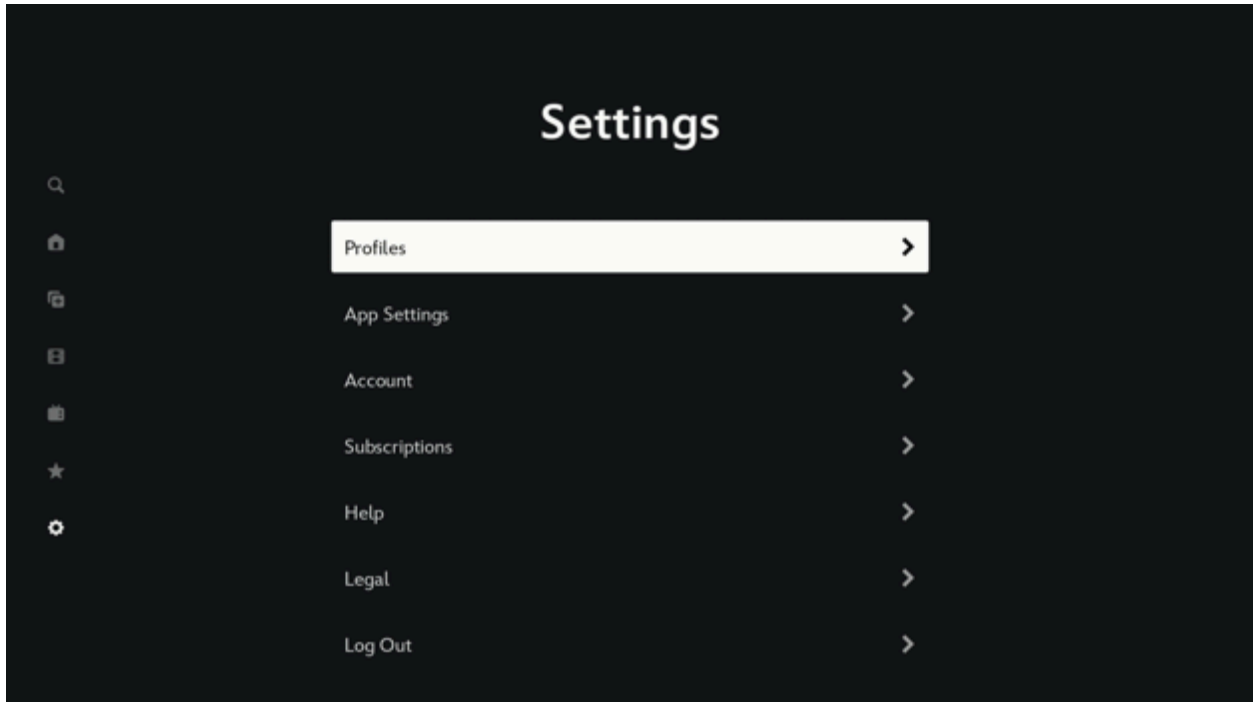 Settings
Profiles
App Settings
Account
Subscriptions
Help
Legal
Log Out